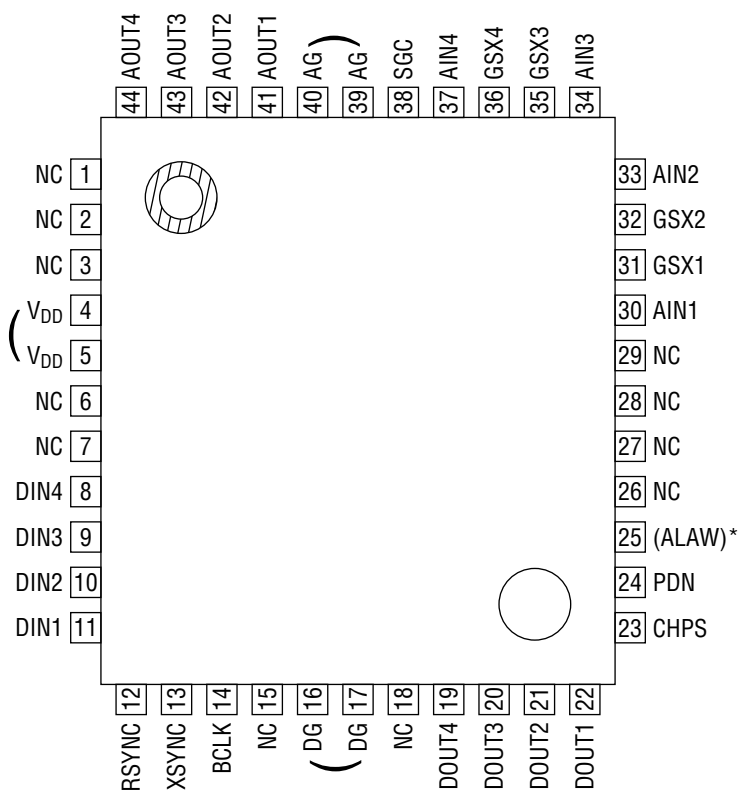 AOUT4 AOUT3 AOUT2 AOUT1 AG AG SGC AIN4 GSX4 GSX3 AIN3
44 43 42 41 40 39 38 37 36 35 34
NC 1
NC 2
NC 3
VDD 4
VDD 5
NC 6
NC 7
DIN4 8
DIN3 9
DIN2 10
DIN1 11
33 AIN2
32 GSX2
31 GSX1
30 AIN1
29 NC
28 NC
27 NC
26 NC
25 (ALAW)*
24 PDN
23 CHPS
12 13 14 15 16 17 18 19 20 21 22
RSYNC XSYNC BCLK NC DG DG NC DOUT4 DOUT3 DOUT2 DOUT1